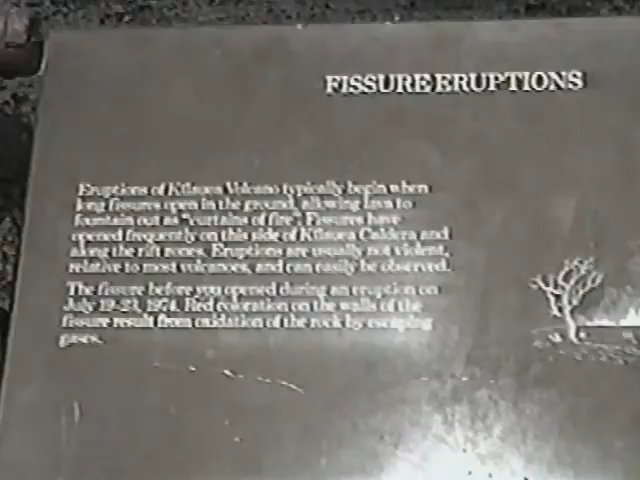 FISSURE ERUPTIONS
Eruptions of Kilauea Volcano typically begin when
long fissures open in the ground, allowing lava to
fountain out as "curtains of fire". Fissures have
opened frequently on this side of Kilauea Caldera and
along the rift zones. Eruptions are usually not violent,
relative to most volcanoes, and can easily be observed.
The fissure before you opened during an eruption on
July 19-23, 1974. Red coloration on the walls of the
fissure result from oxidation of the rock by escaping
gases.